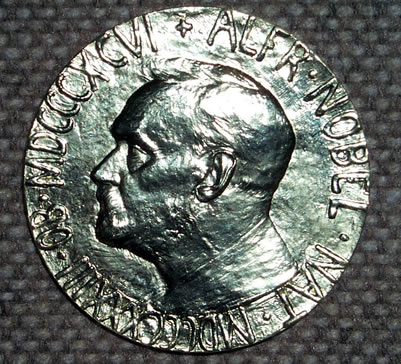 ALFR· NOBEL · NAT· MDCCCXXXIII · OB· MDCCCXCVI